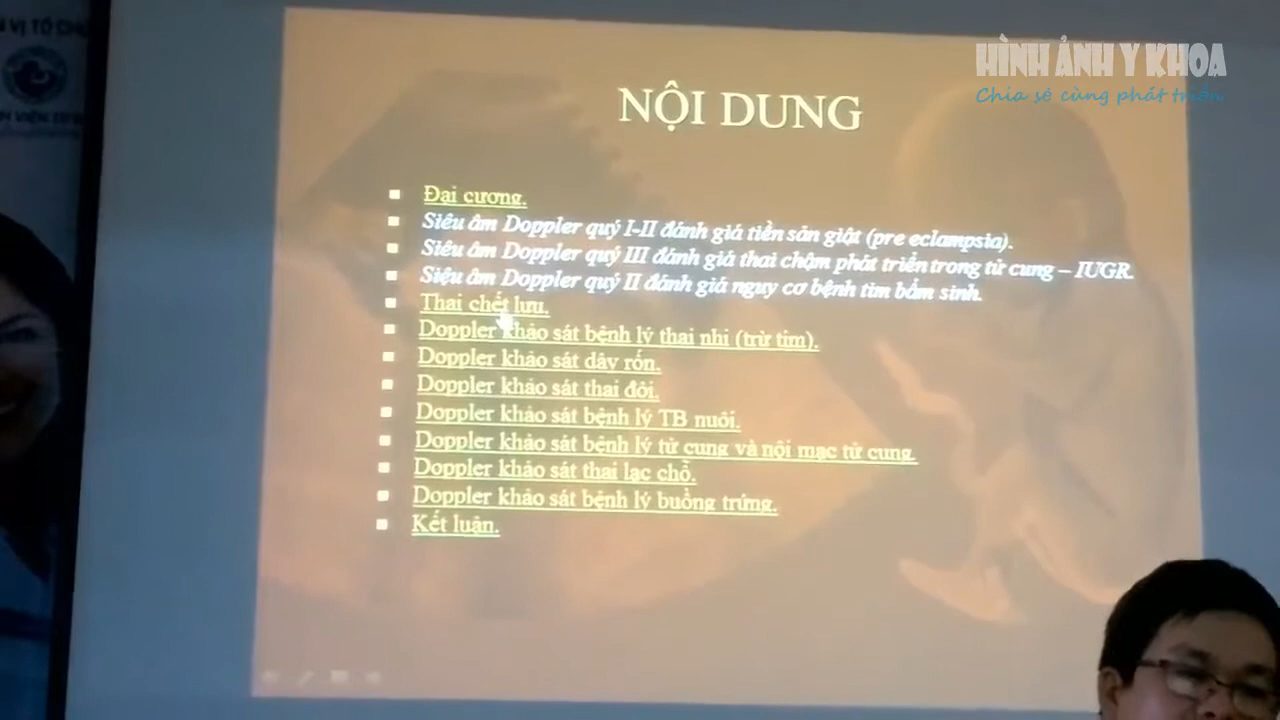 VỊ TỔ CHỨ
HÌNH ẢNH Y KHOA
Chia sẻ cùng phát triển
NỘI DUNG
Đại cương.
Siêu âm Doppler quý I-II đánh giá tiền sản giật (pre eclampsia).
Siêu âm Doppler quý III đánh giá thai chậm phát triển trong tử cung – IUGR.
Siêu âm Doppler quý II đánh giá nguy cơ bệnh tim bẩm sinh.
Thai chết lưu.
Doppler khảo sát bệnh lý thai nhi (trừ tim).
Doppler khảo sát dây rốn.
Doppler khảo sát thai đôi.
Doppler khảo sát bệnh lý TB nuôi.
Doppler khảo sát bệnh lý tử cung và nội mạc tử cung.
Doppler khảo sát thai lạc chỗ.
Doppler khảo sát bệnh lý buồng trứng.
Kết luận.